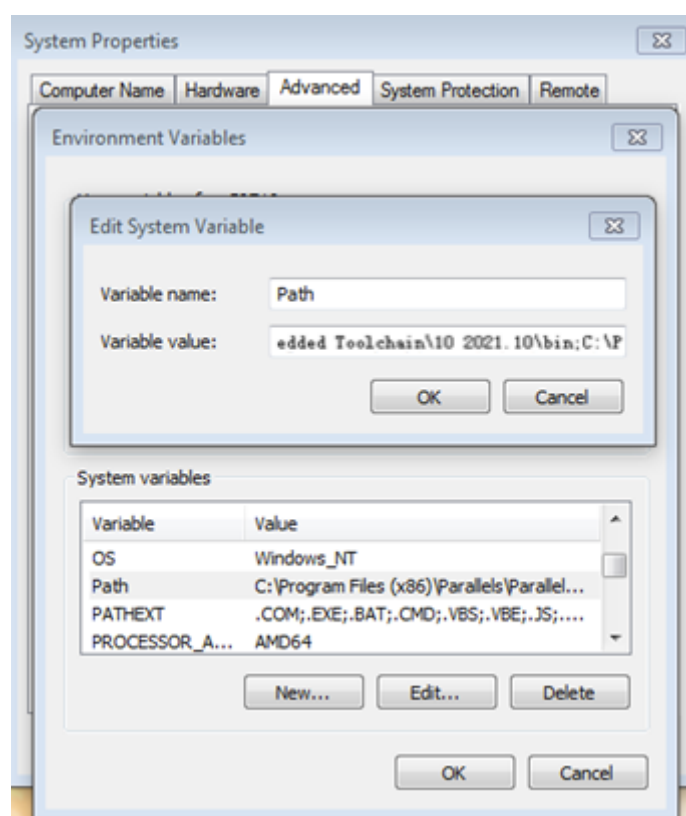 System Properties
Computer Name Hardware Advanced System Protection Remote
Environment Variables
Edit System Variable
Variable name: Path
Variable value: edded Toolchain\10 2021.10\bin;C:\P
OK Cancel
System variables
Variable Value
OS Windows_NT
Path C:\Program Files (x86)\Parallels\Parallel...
PATHEXT .COM;.EXE;.BAT;.CMD;.VBS;.VBE;.JS;....
PROCESSOR_A... AMD64
New... Edit... Delete
OK Cancel